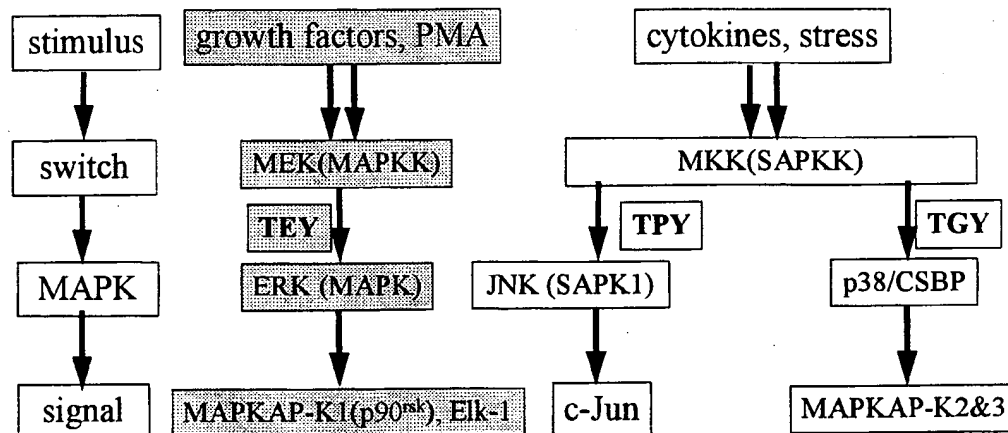 stimulus
growth factors, PMA
cytokines, stress
switch
MEK(MAPKK)
MKK(SAPKK)
TEY
TPY
TGY
MAPK
ERK (MAPK)
JNK (SAPK1)
p38/CSBP
signal
MAPKAP-K1(p90rsk), Elk-1
c-Jun
MAPKAP-K2&3